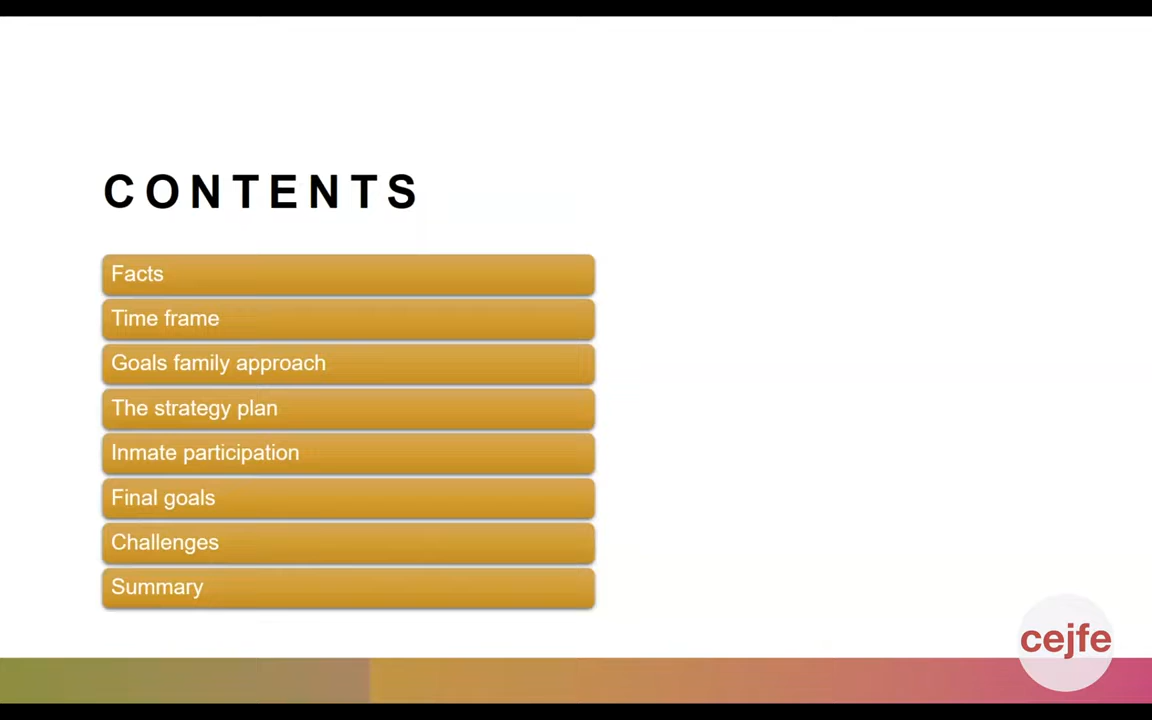 CONTENTS
Facts
Time frame
Goals family approach
The strategy plan
Inmate participation
Final goals
Challenges
Summary
cejfe